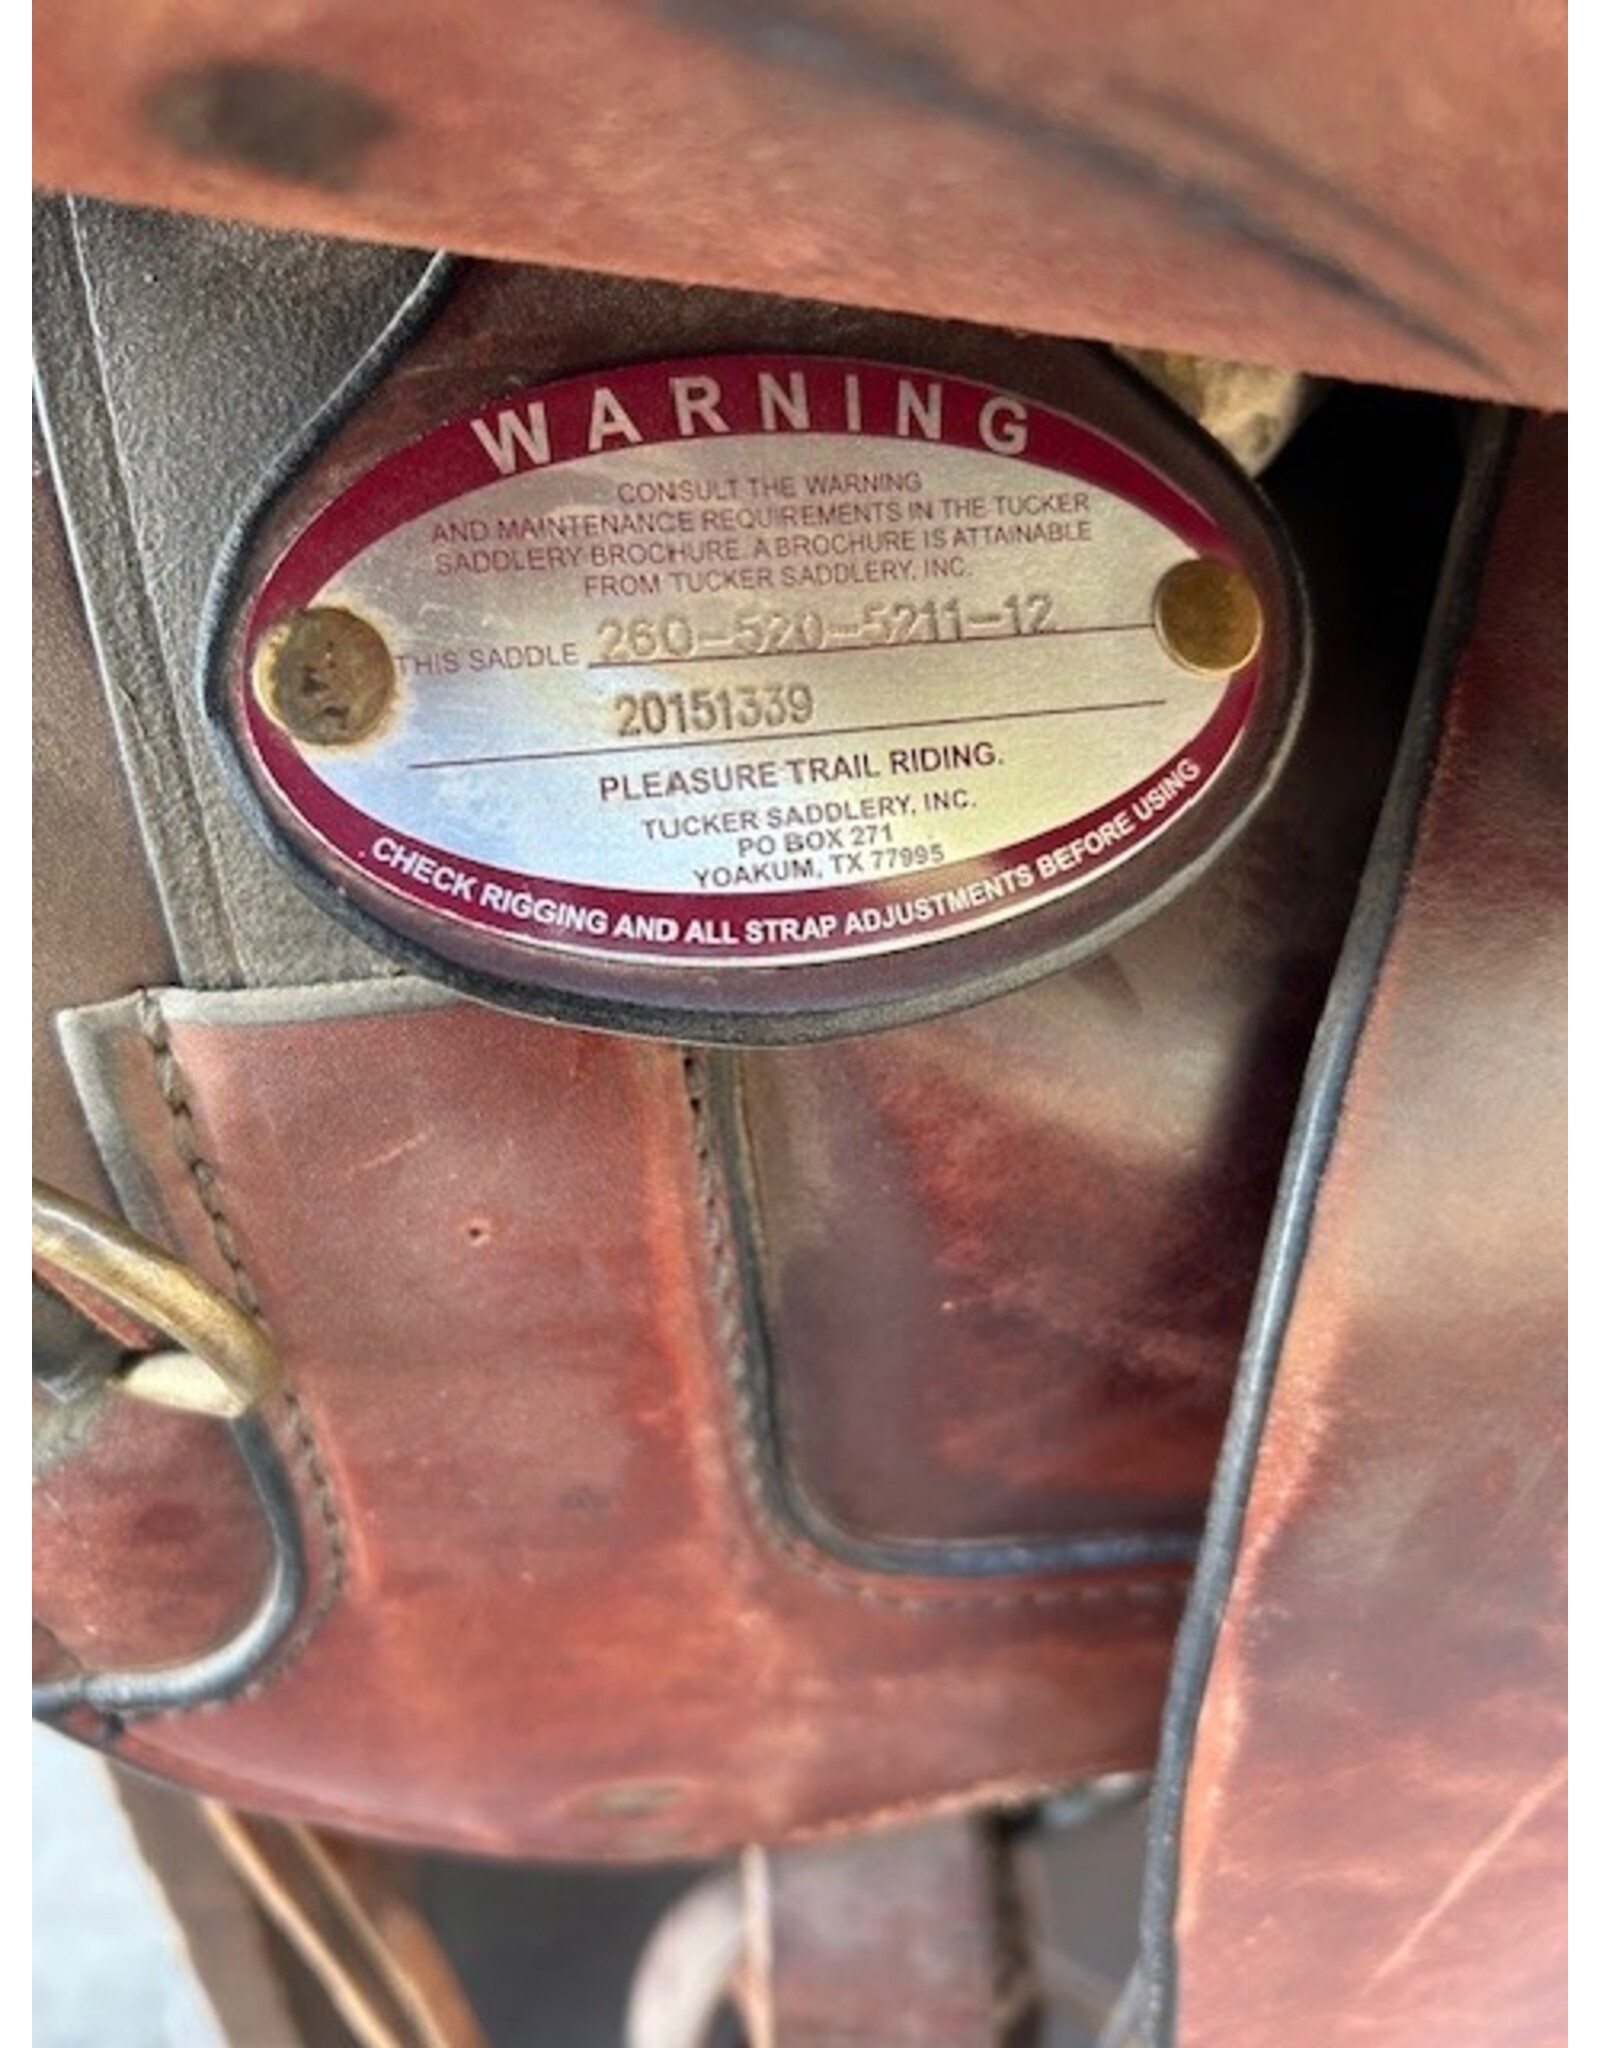 WARNING
CONSULT THE WARNING
AND MAINTENANCE REQUIREMENTS IN THE TUCKER
SADDLERY BROCHURE. A BROCHURE IS ATTAINABLE
FROM TUCKER SADDLERY, INC.
THIS SADDLE 260-520-5211-12
20151339
PLEASURE TRAIL RIDING.
TUCKER SADDLERY, INC.
PO BOX 271
YOAKUM, TX 77995
CHECK RIGGING AND ALL STRAP ADJUSTMENTS BEFORE USING